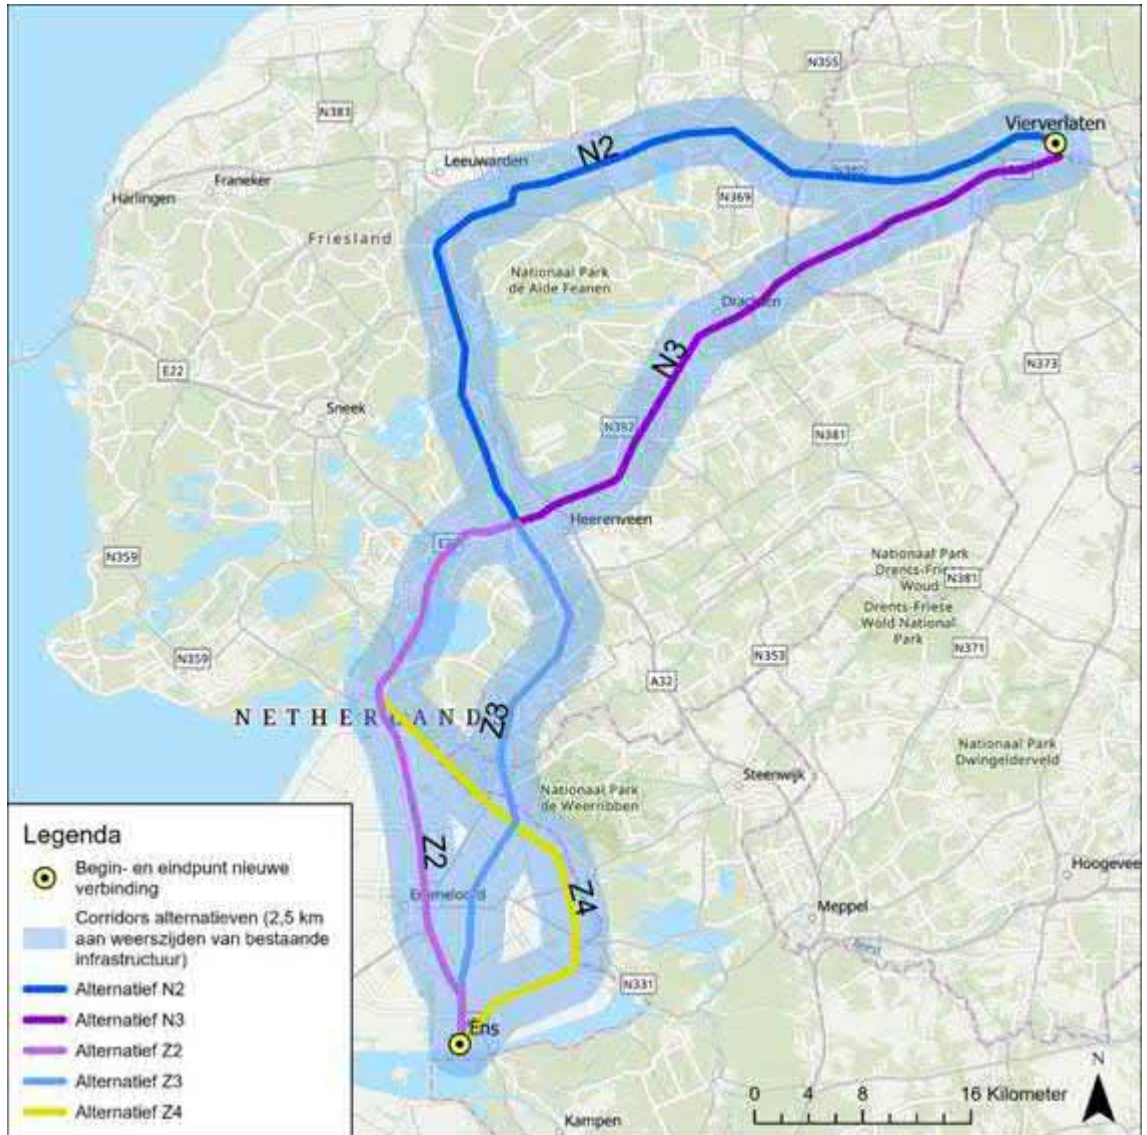 N355
N383
Vierverlaten
N2
Leeuwarden
Franeker
Harlingen
N369
Friesland
Nationaal Park
de Alde Feanen
Drachten
N3
N373
E22
Sneek
N392
N381
Heerenveen
N359
Nationaal Park
Drents-Friese
Woud
N381
Drents-Friese
Wold National
Park
N359
N353
N371
A32
NETHERLANDS
Z3
Nationaal Park
Dwingelderveld
Steenwijk
Nationaal Park
de Weerribben
Z2
Hoogeveen
Emmeloord
Z4
Meppel
N331
Ens
Kampen
Legenda
Begin- en eindpunt nieuwe
verbinding
Corridors alternatieven (2,5 km
aan weerszijden van bestaande
infrastructuur)
Alternatief N2
Alternatief N3
Alternatief Z2
Alternatief Z3
Alternatief Z4
N
0 4 8 16 Kilometer